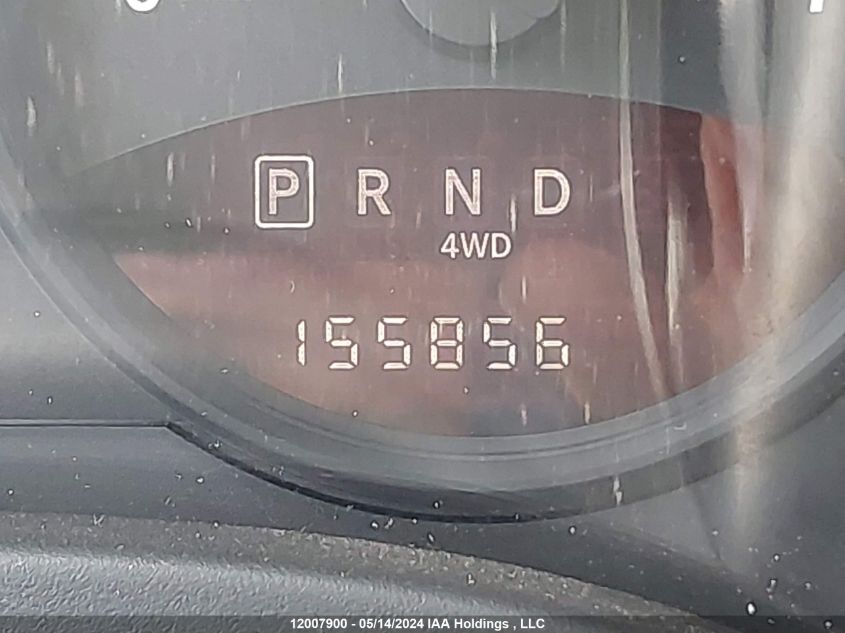 P R N D
4WD
155856
12007900 - 05/14/2024 IAA Holdings , LLC